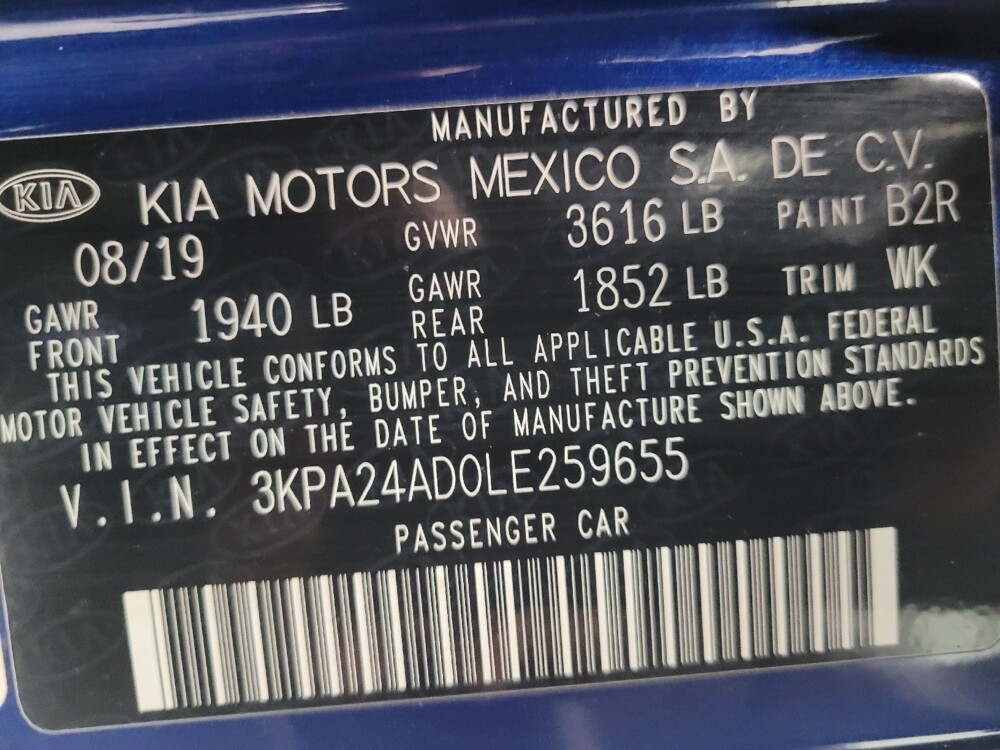 MANUFACTURED BY
KIA KIA MOTORS MEXICO S.A. DE C.V.
08/19 GVWR 3616 LB PAINT B2R
GAWR FRONT 1940 LB GAWR REAR 1852 LB TRIM WK
THIS VEHICLE CONFORMS TO ALL APPLICABLE U.S.A. FEDERAL
MOTOR VEHICLE SAFETY, BUMPER, AND THEFT PREVENTION STANDARDS
IN EFFECT ON THE DATE OF MANUFACTURE SHOWN ABOVE.
V.I.N. 3KPA24AD0LE259655
PASSENGER CAR